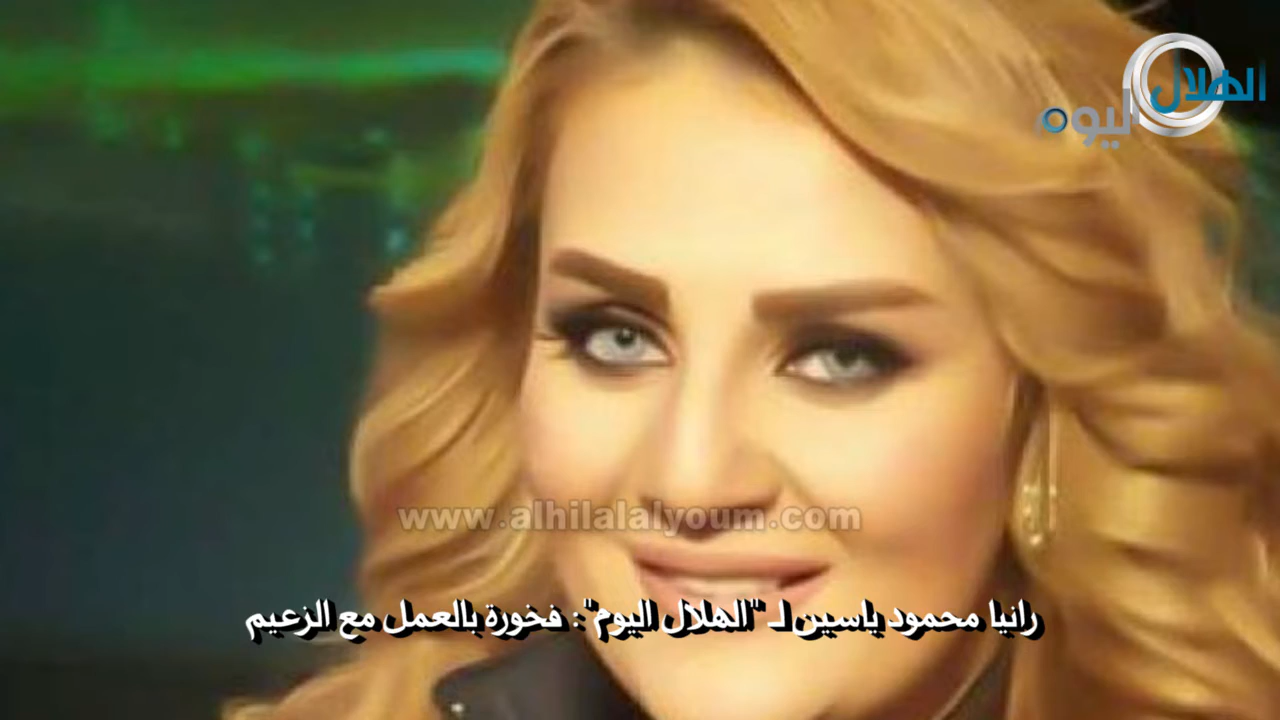 الهلال
اليوم
www.alhilalalyoum.com
رانيا محمود ياسين لـ "الهلال اليوم": فخورة بالعمل مع الزعيم